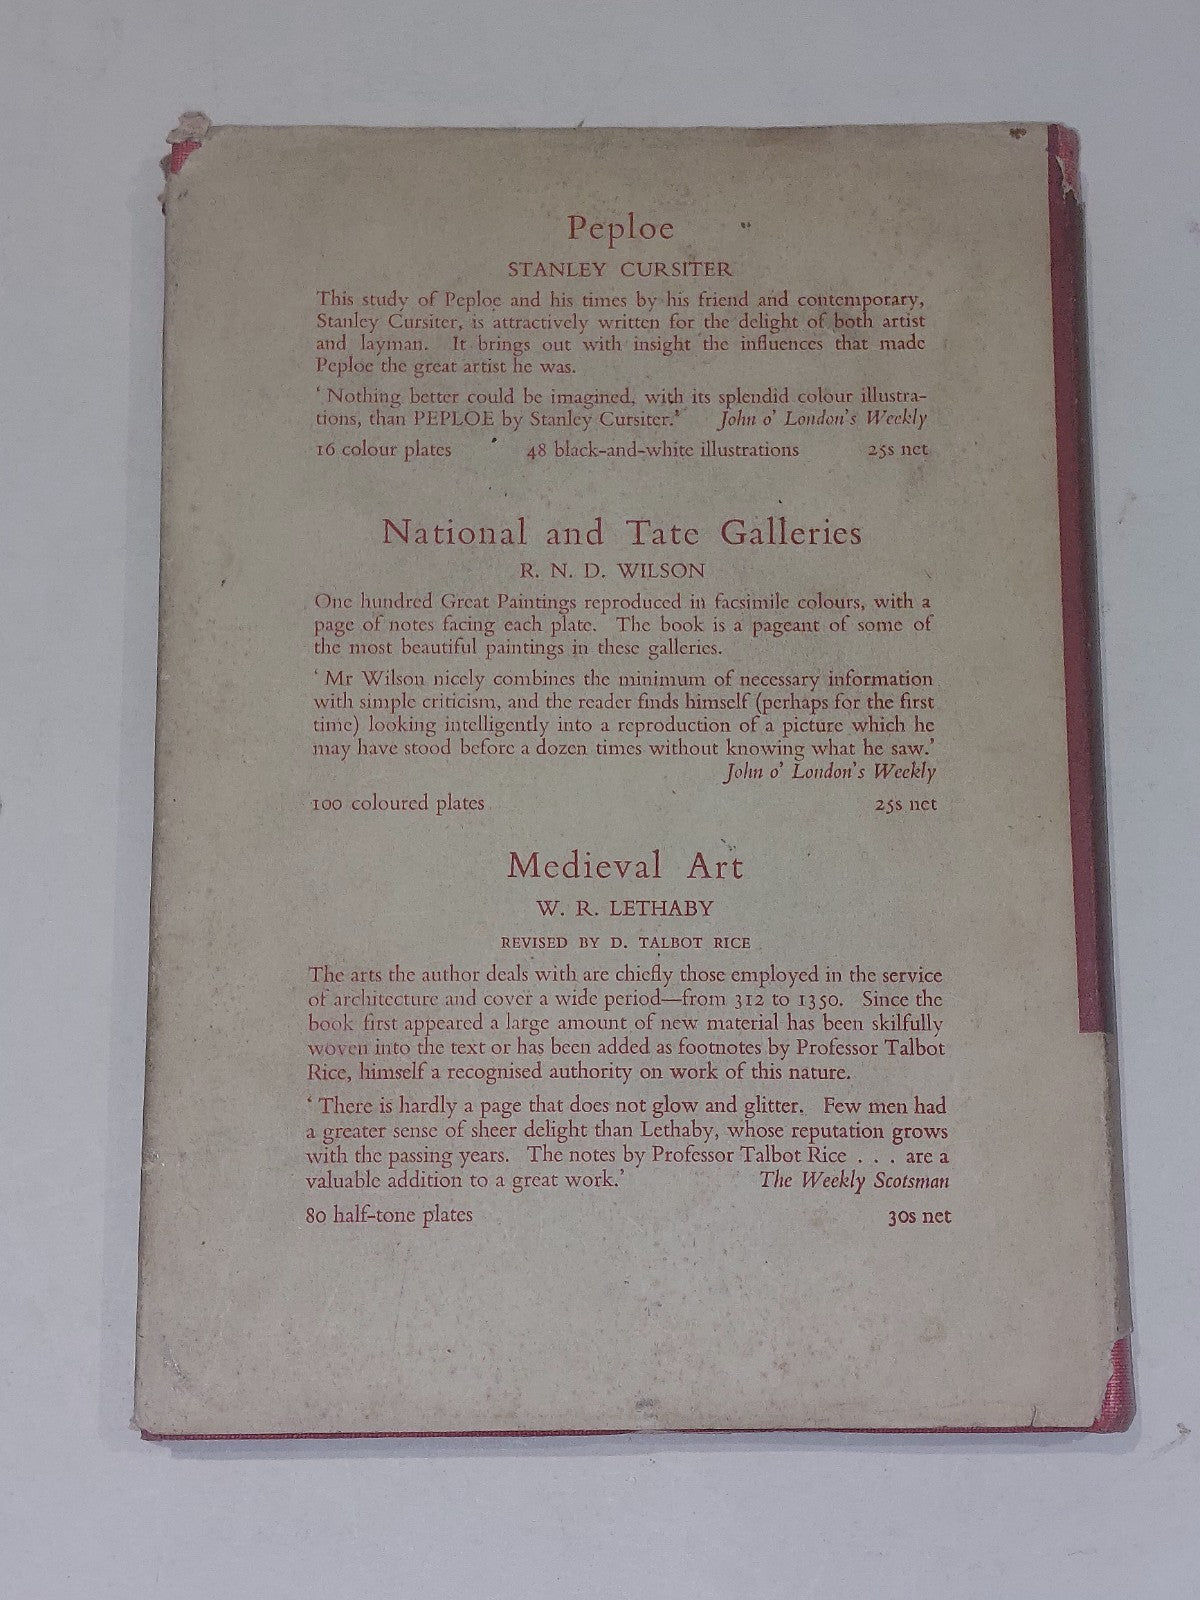 Peploe
STANLEY CURSITER
This study of Peploe and his times by his friend and contemporary,
Stanley Cursiter, is attractively written for the delight of both artist
and layman. It brings out with insight the influences that made
Peploe the great artist he was.
‘Nothing better could be imagined, with its splendid colour illustra-
tions, than PEPLOE by Stanley Cursiter.’ John o’ London’s Weekly
16 colour plates 48 black-and-white illustrations 25s net
National and Tate Galleries
R. N. D. WILSON
One hundred Great Paintings reproduced in facsimile colours, with a
page of notes facing each plate. The book is a pageant of some of
the most beautiful paintings in these galleries.
‘Mr Wilson nicely combines the minimum of necessary information
with simple criticism, and the reader finds himself (perhaps for the first
time) looking intelligently into a reproduction of a picture which he
may have stood before a dozen times without knowing what he saw.’
John o’ London’s Weekly
100 coloured plates 25s net
Medieval Art
W. R. LETHABY
REVISED BY D. TALBOT RICE
The arts the author deals with are chiefly those employed in the service
of architecture and cover a wide period—from 312 to 1350. Since the
book first appeared a large amount of new material has been skilfully
woven into the text or has been added as footnotes by Professor Talbot
Rice, himself a recognised authority on work of this nature.
‘There is hardly a page that does not glow and glitter. Few men had
a greater sense of sheer delight than Lethaby, whose reputation grows
with the passing years. The notes by Professor Talbot Rice . . . are a
valuable addition to a great work.’ The Weekly Scotsman
80 half-tone plates 30s net